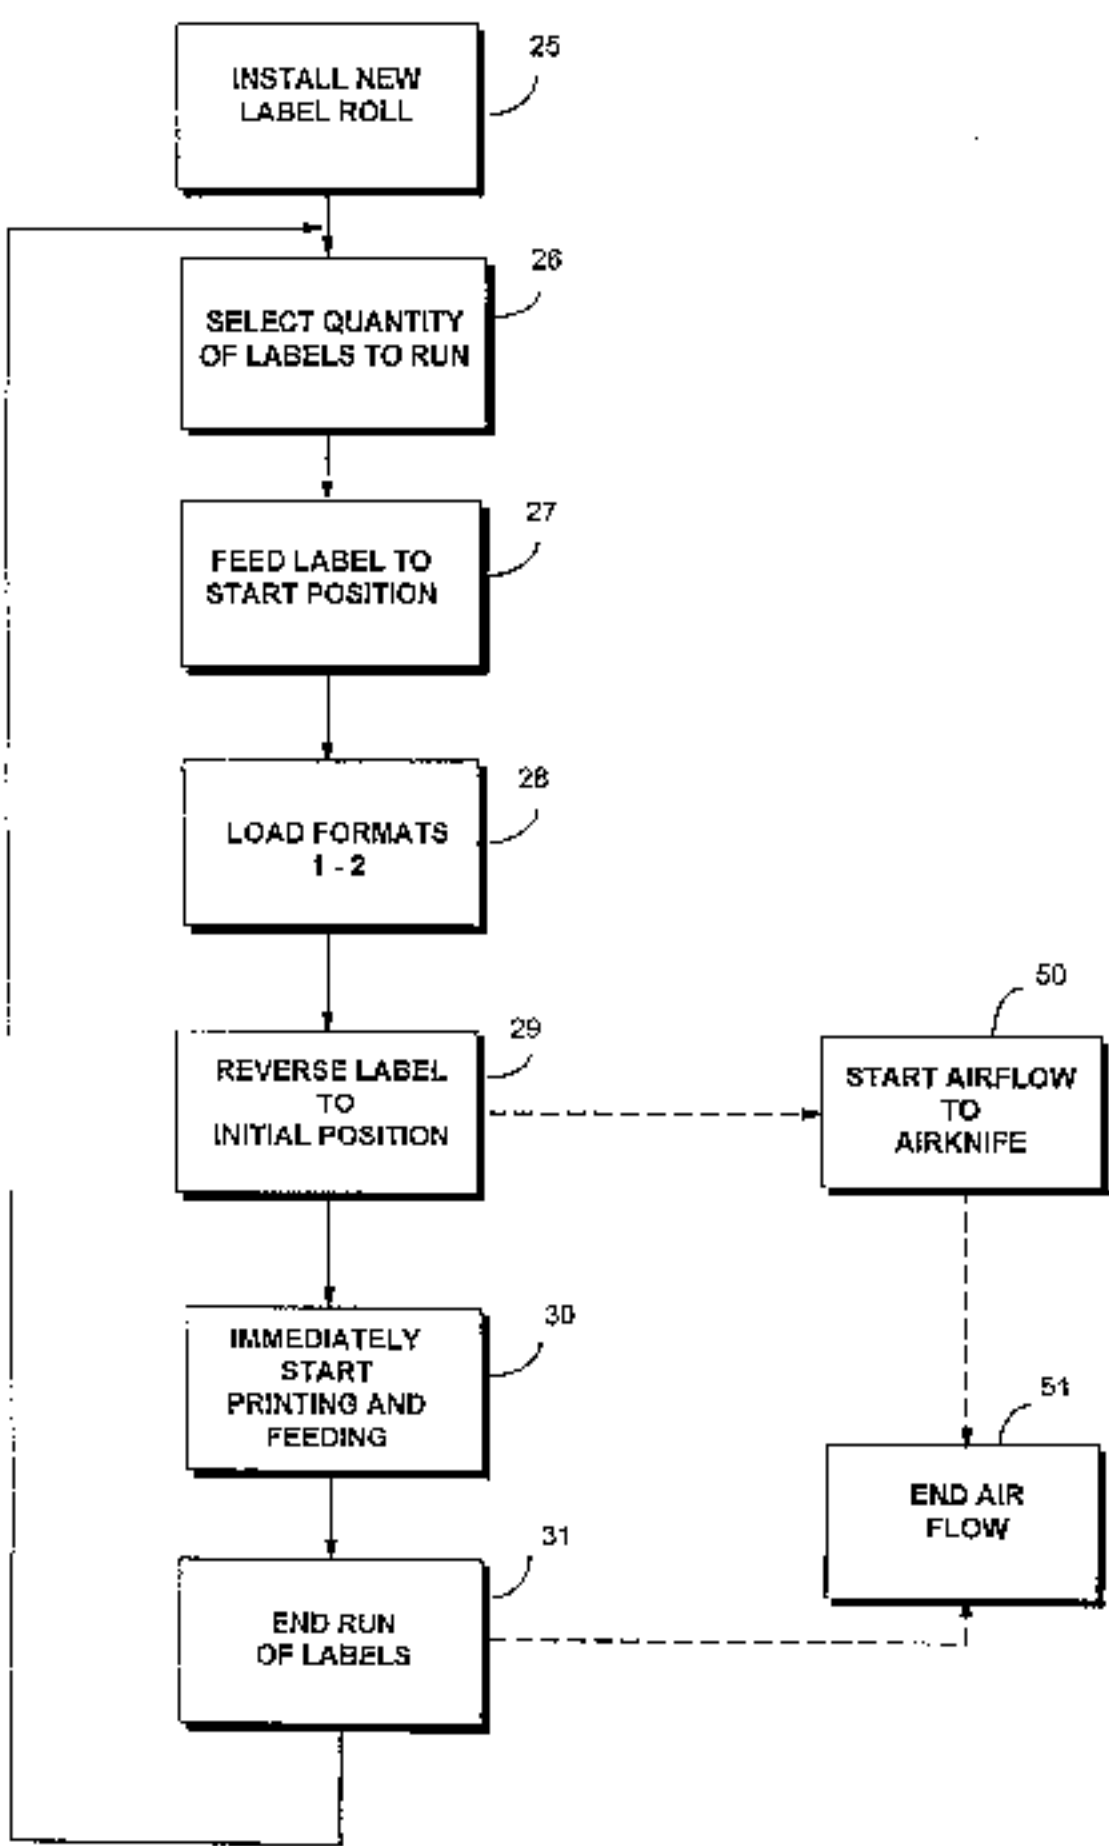 25
INSTALL NEW
LABEL ROLL
26
SELECT QUANTITY
OF LABELS TO RUN
27
FEED LABEL TO
START POSITION
28
LOAD FORMATS
1 - 2
29
REVERSE LABEL
TO
INITIAL POSITION
50
START AIRFLOW
TO
AIRKNIFE
30
IMMEDIATELY
START
PRINTING AND
FEEDING
51
END AIR
FLOW
31
END RUN
OF LABELS